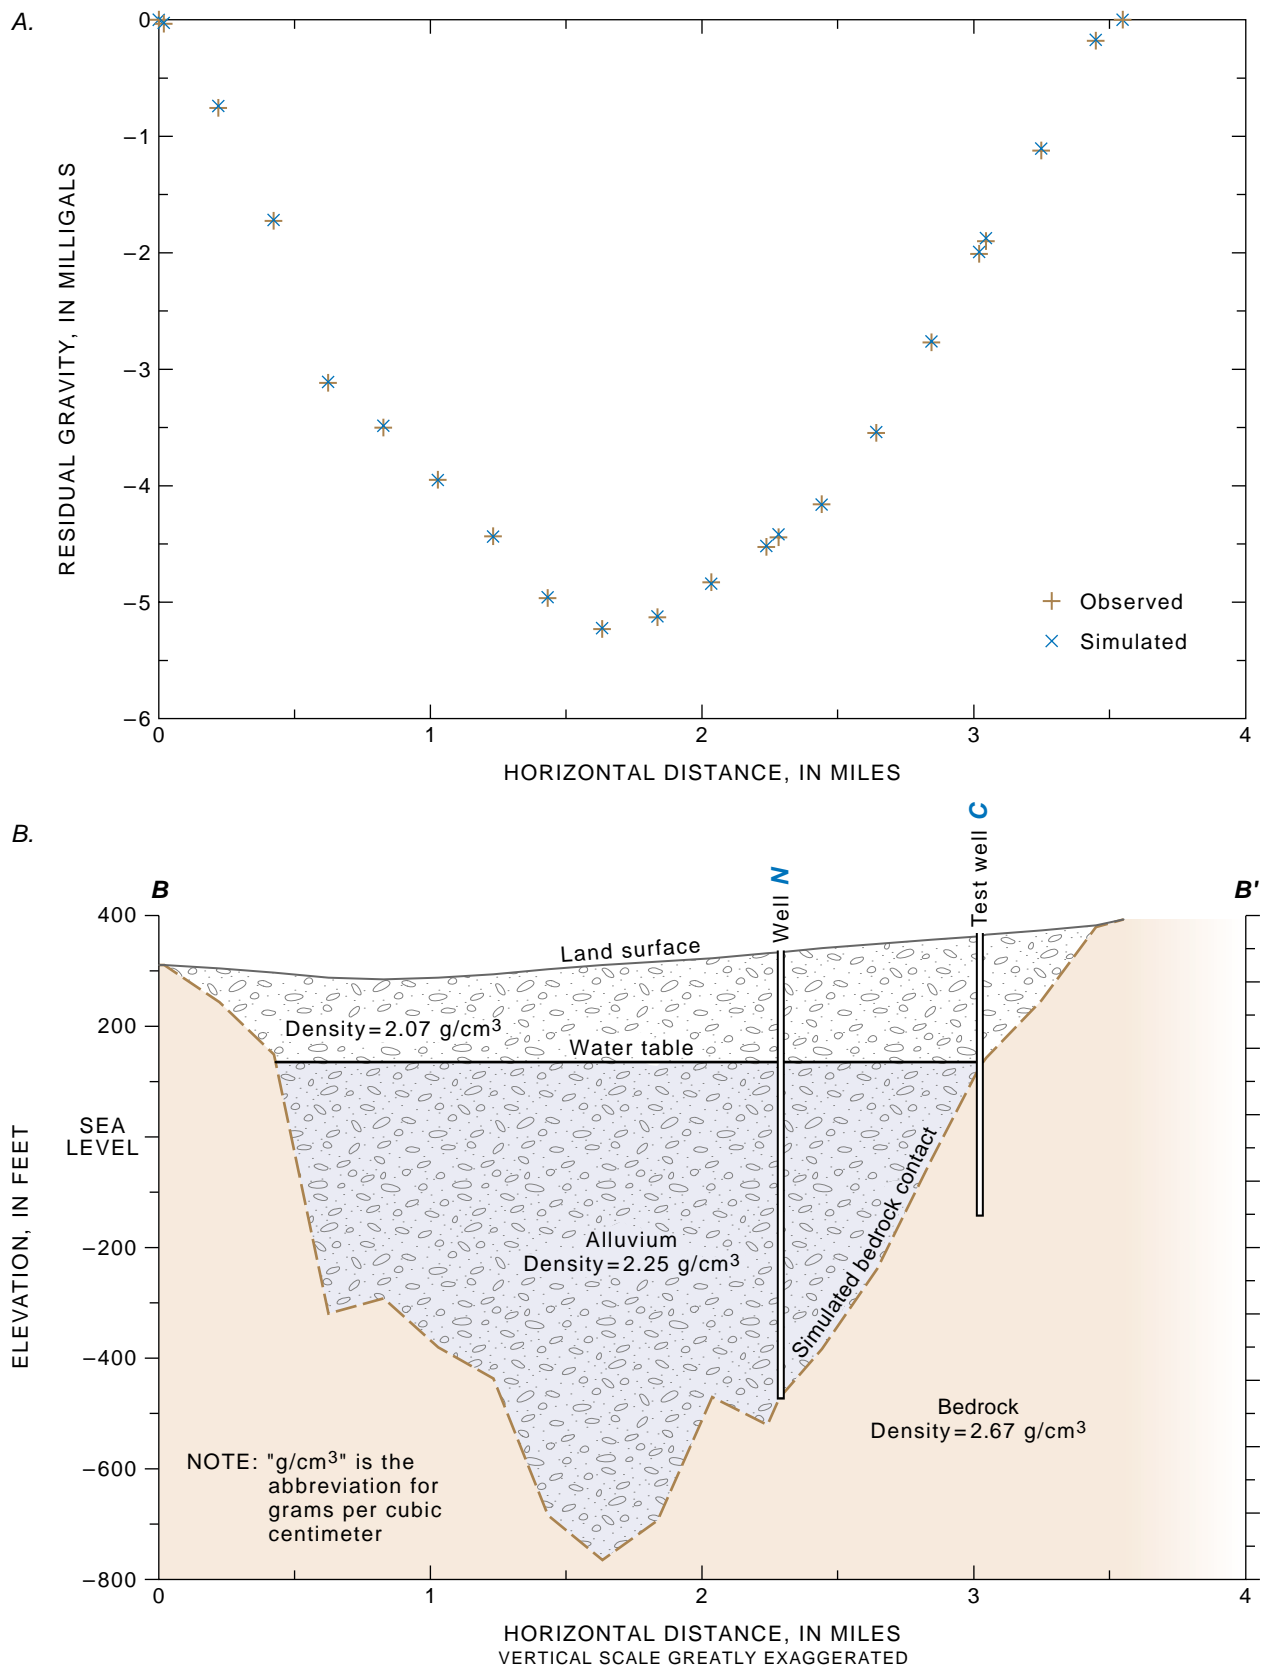 A.
RESIDUAL GRAVITY, IN MILLIGALS
0
–1
–2
–3
–4
–5
–6
0 1 2 3 4
HORIZONTAL DISTANCE, IN MILES
Observed
Simulated
B.
B
B'
Well N
Test well C
ELEVATION, IN FEET
400
200
SEA
LEVEL
–200
–400
–600
–800
Land surface
Density=2.07 g/cm³
Water table
Alluvium
Density=2.25 g/cm³
Simulated bedrock contact
Bedrock
Density=2.67 g/cm³
NOTE: "g/cm³" is the
abbreviation for
grams per cubic
centimeter
0 1 2 3 4
HORIZONTAL DISTANCE, IN MILES
VERTICAL SCALE GREATLY EXAGGERATED